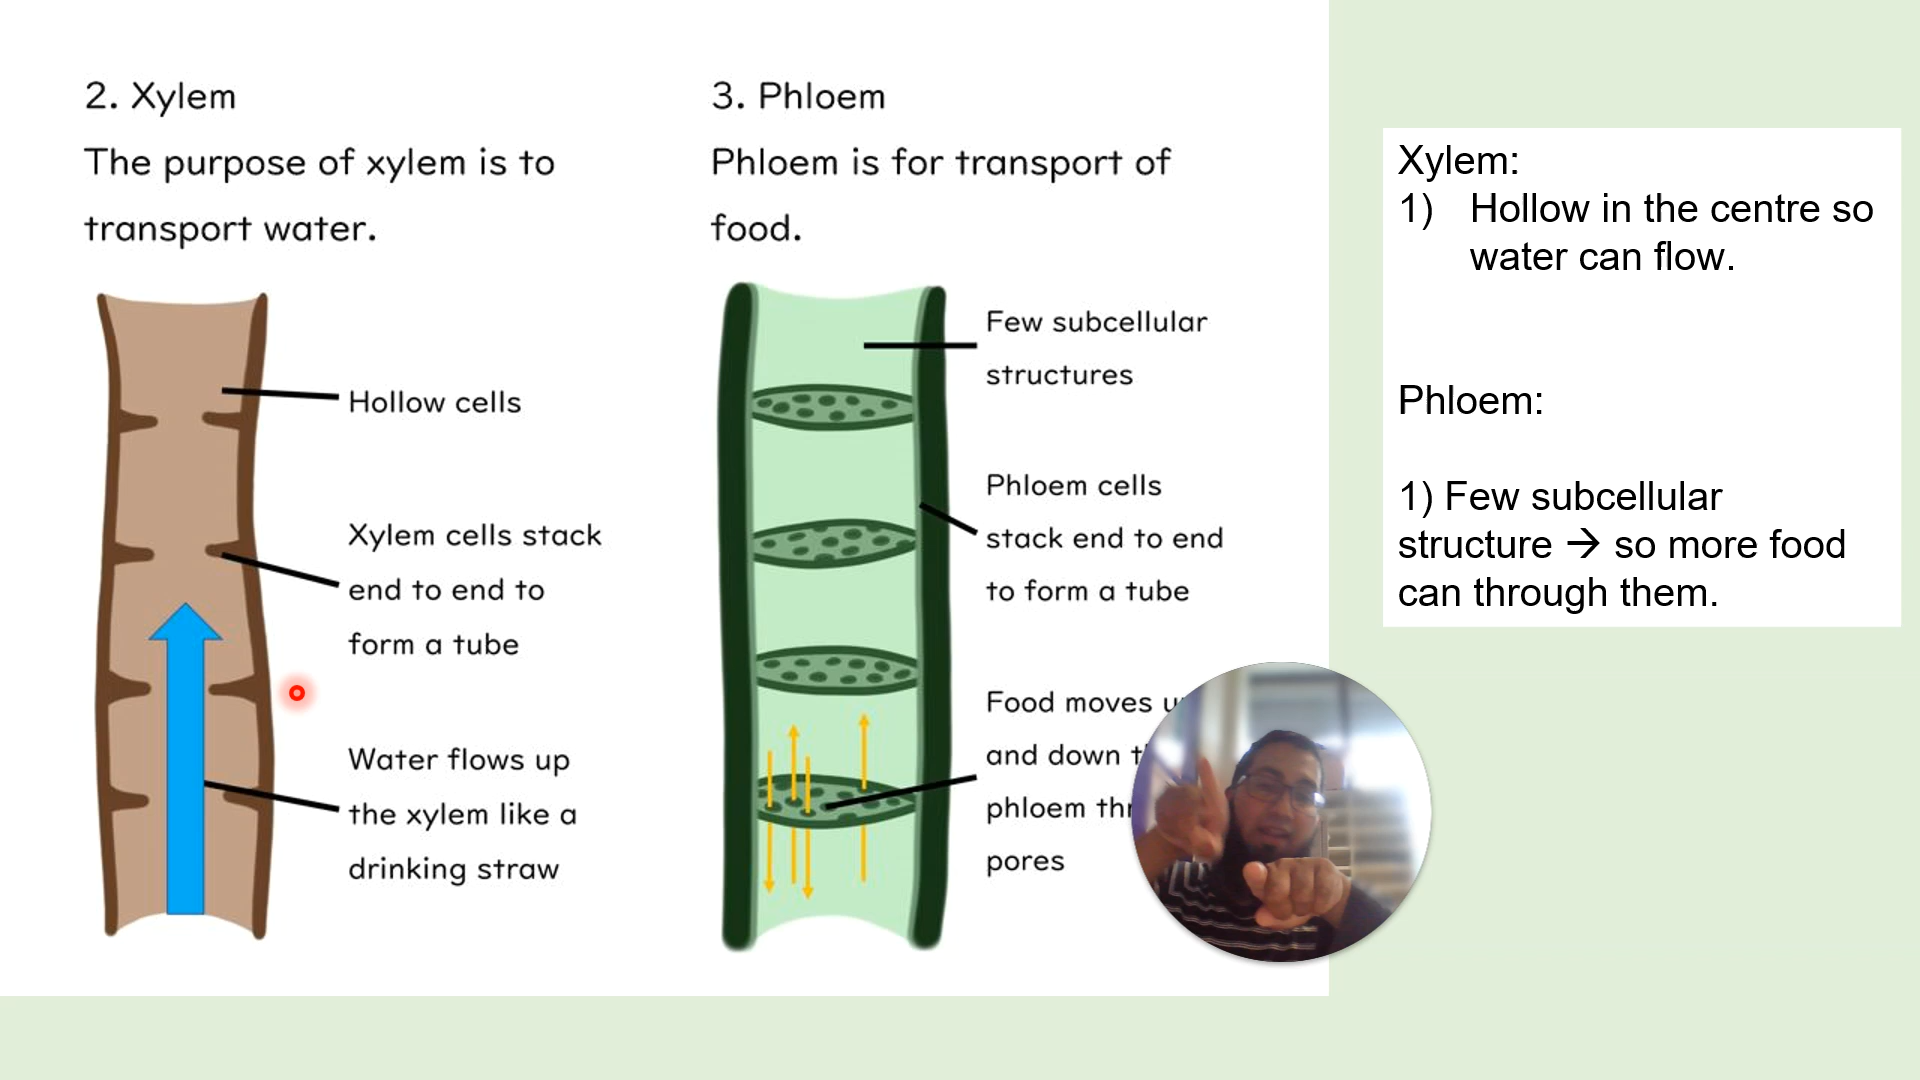 2. Xylem
The purpose of xylem is to
transport water.
Hollow cells
Xylem cells stack
end to end to
form a tube
Water flows up
the xylem like a
drinking straw
3. Phloem
Phloem is for transport of
food.
Few subcellular
structures
Phloem cells
stack end to end
to form a tube
Food moves
and down
phloem
pores
Xylem:
1) Hollow in the centre so
water can flow.
Phloem:
1) Few subcellular
structure → so more food
can through them.